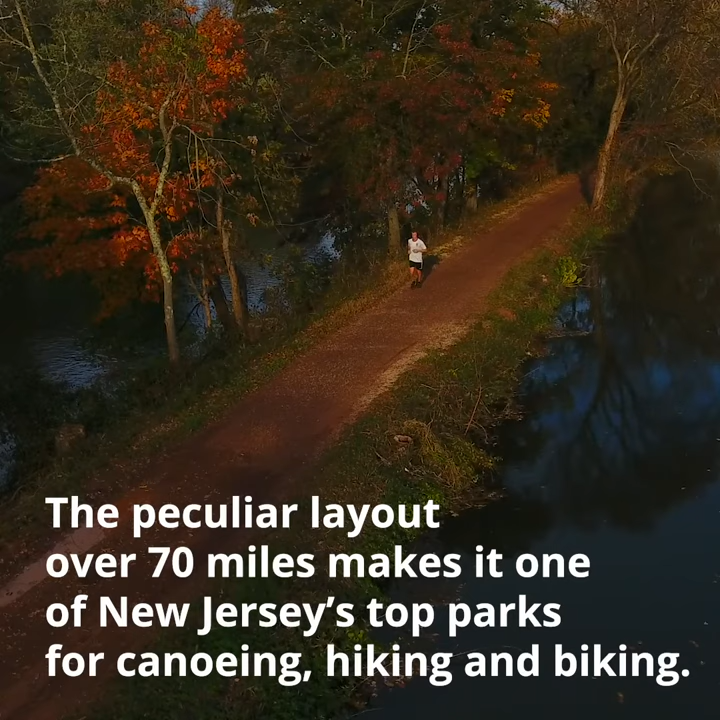 The peculiar layout
over 70 miles makes it one
of New Jersey’s top parks
for canoeing, hiking and biking.